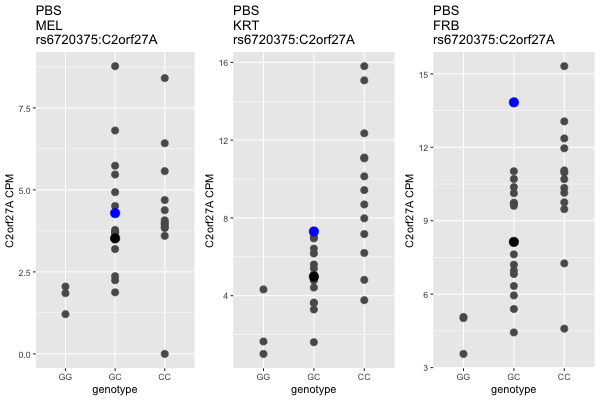 PBS
MEL
rs6720375:C2orf27A
C2orf27A CPM
7.5
5.0
2.5
0.0
GG
GC
CC
genotype
PBS
KRT
rs6720375:C2orf27A
C2orf27A CPM
16
12
8
4
GG
GC
CC
genotype
PBS
FRB
rs6720375:C2orf27A
C2orf27A CPM
15
12
9
6
3
GG
GC
CC
genotype